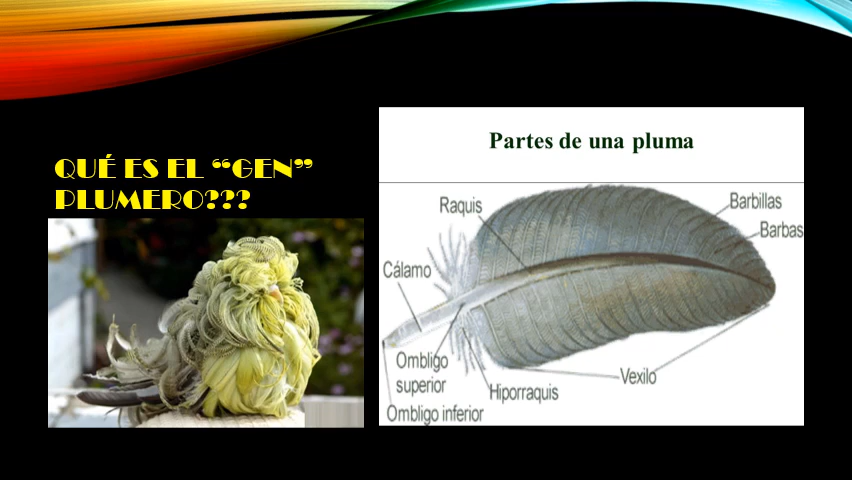 QUÉ ES EL “GEN”
PLUMERO???
Partes de una pluma
Raquis
Barbillas
Barbas
Cálamo
Ombligo
superior
Hiporraquis
Vexilo
Ombligo inferior